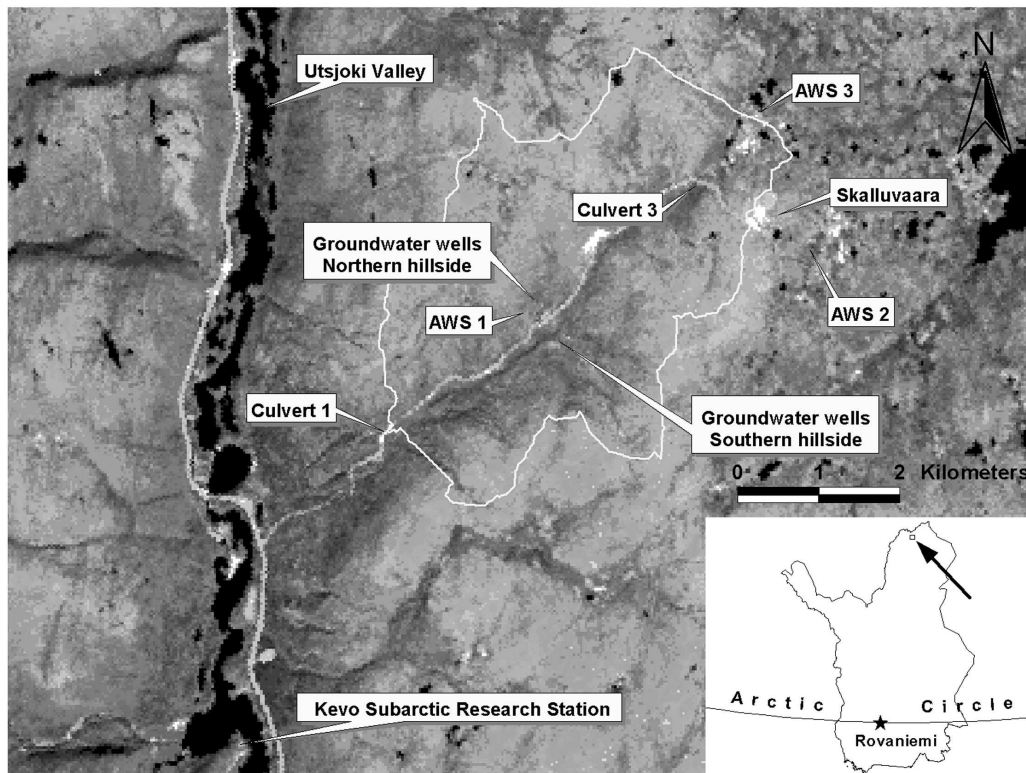 N
Utsjoki Valley
AWS 3
Culvert 3
Skalluvaara
Groundwater wells
Northern hillside
AWS 1
AWS 2
Culvert 1
Groundwater wells
Southern hillside
0 1 2 Kilometers
Arctic Circle
Rovaniemi
Kevo Subarctic Research Station